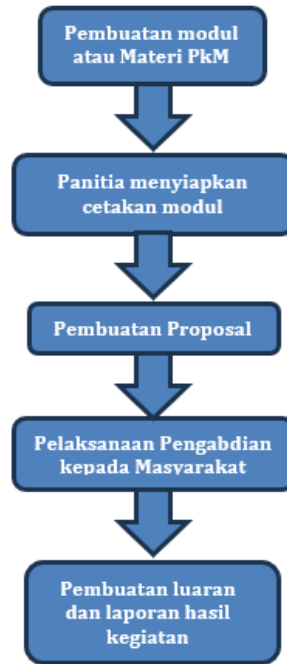 Pembuatan modul
atau Materi PkM
Panitia menyiapkan
cetakan modul
Pembuatan Proposal
Pelaksanaan Pengabdian
kepada Masyarakat
Pembuatan luaran
dan laporan hasil
kegiatan